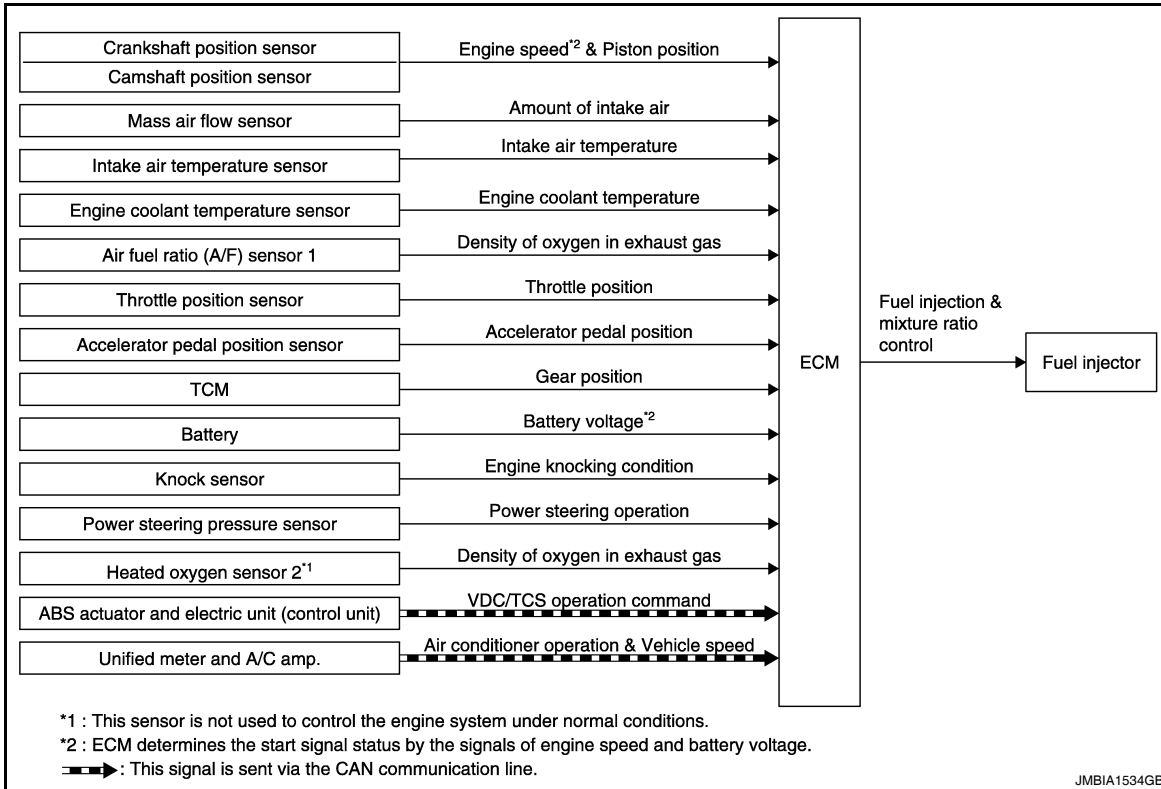 Crankshaft position sensor
Camshaft position sensor
Engine speed*2 & Piston position
Mass air flow sensor
Amount of intake air
Intake air temperature sensor
Intake air temperature
Engine coolant temperature sensor
Engine coolant temperature
Air fuel ratio (A/F) sensor 1
Density of oxygen in exhaust gas
Throttle position sensor
Throttle position
Accelerator pedal position sensor
Accelerator pedal position
TCM
Gear position
Battery
Battery voltage*2
Knock sensor
Engine knocking condition
Power steering pressure sensor
Power steering operation
Heated oxygen sensor 2*1
Density of oxygen in exhaust gas
ABS actuator and electric unit (control unit)
VDC/TCS operation command
Unified meter and A/C amp.
Air conditioner operation & Vehicle speed
ECM
Fuel injection &
mixture ratio
control
Fuel injector
*1 : This sensor is not used to control the engine system under normal conditions.
*2 : ECM determines the start signal status by the signals of engine speed and battery voltage.
: This signal is sent via the CAN communication line.
JMBIA1534GB